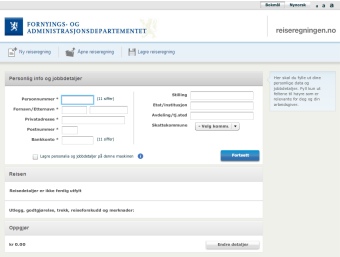 Bokmål Nynorsk a a a
FORNYINGS- OG
ADMINISTRASJONSDEPARTEMENTET
reiseregningen.no
Ny reiseregning Åpne reiseregning Lagre reiseregning
Personlig info og jobbdetaljer
Personnummer * (11 siffer)
Fornavn/Etternavn *
Privatadresse *
Postnummer *
Bankkonto * (11 siffer)
Stilling
Etat/institusjon
Avdeling/tj.sted
Skattekommune - Velg kommune
Lagre personalia og jobbdetaljer på denne maskinen
Fortsett
Her skal du fylle ut dine
personlige data og
jobbdetaljer. Fyll kun ut
feltene til høyre som er
relevante for deg og din
arbeidsgiver.
Reisen
Reisedetaljer er ikke ferdig utfylt
Utlegg, godtgjørelse, trekk, reiseforskudd og merknader:
Oppgjør
kr 0.00
Endre detaljer